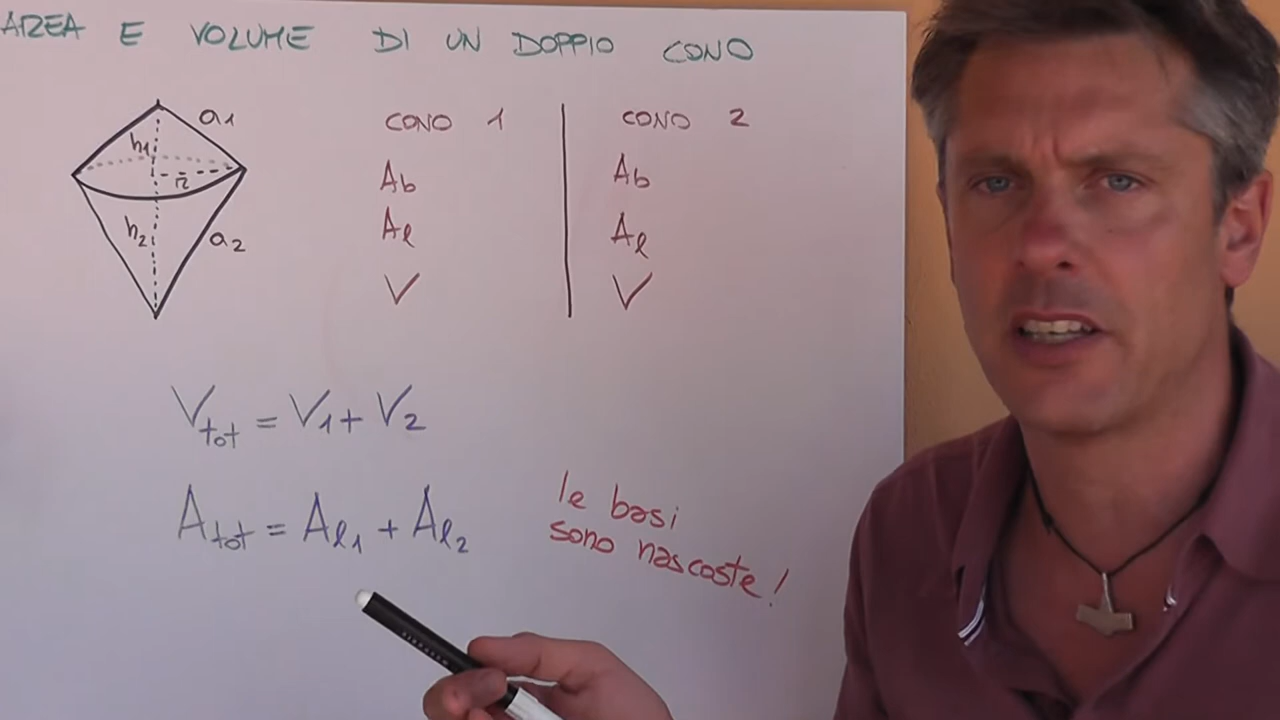 AREA E VOLUME DI UN DOPPIO CONO
a1
h1
r
h2
a2
CONO 1
Ab
Al
V
CONO 2
Ab
Al
V
Vtot = V1 + V2
Atot = Al1 + Al2
le basi
sono nascoste!